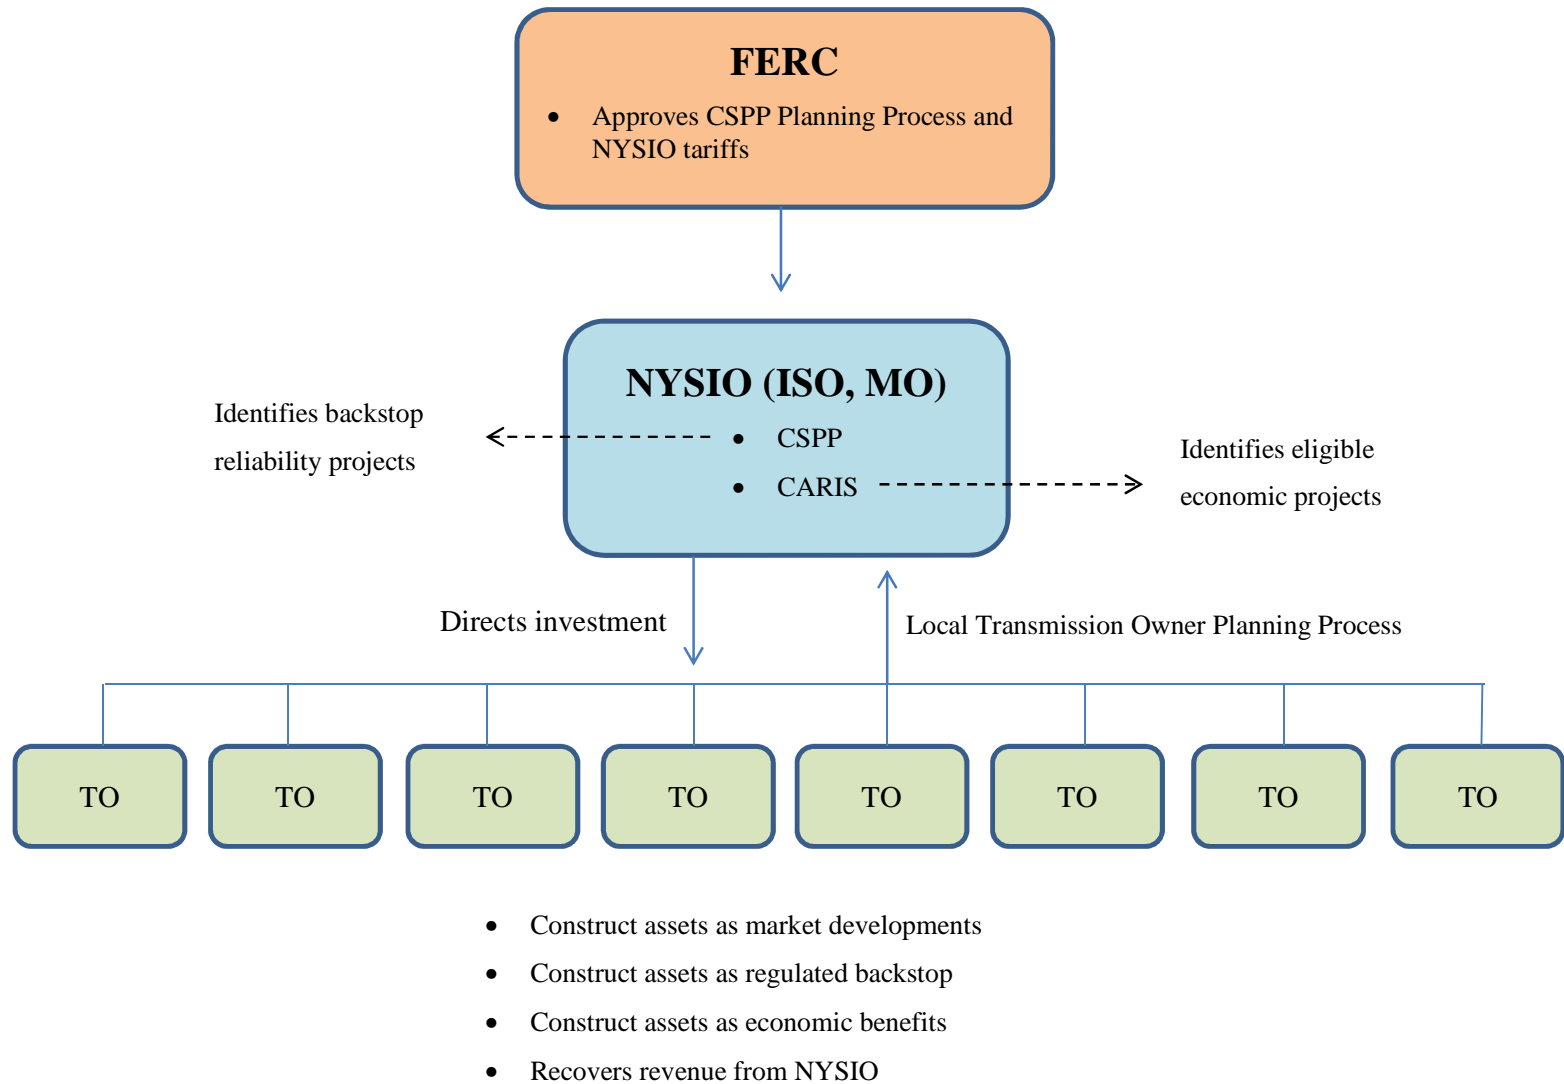 FERC
• Approves CSPP Planning Process and
NYSIO tariffs
NYSIO (ISO, MO)
• CSPP
• CARIS
Identifies backstop
reliability projects
Identifies eligible
economic projects
Directs investment
Local Transmission Owner Planning Process
TO
TO
TO
TO
TO
TO
TO
TO
• Construct assets as market developments
• Construct assets as regulated backstop
• Construct assets as economic benefits
• Recovers revenue from NYSIO